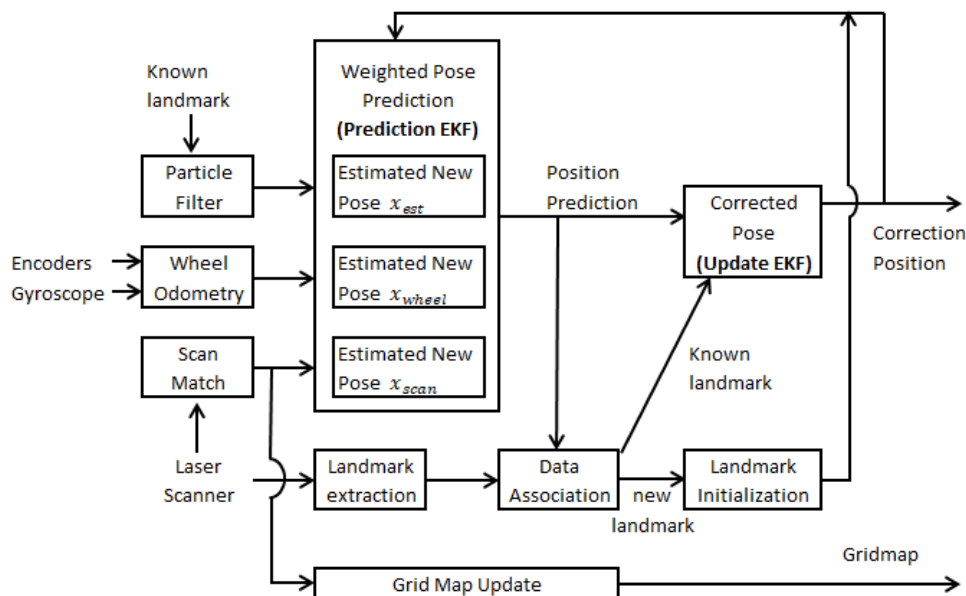 Known
landmark
Particle
Filter
Encoders
Gyroscope
Wheel
Odometry
Scan
Match
Laser
Scanner
Weighted Pose
Prediction
(Prediction EKF)
Estimated New
Pose x_est
Estimated New
Pose x_wheel
Estimated New
Pose x_scan
Landmark
extraction
Position
Prediction
Data
Association
Corrected
Pose
(Update EKF)
Known
landmark
new
landmark
Landmark
Initialization
Correction
Position
Grid Map Update
Gridmap